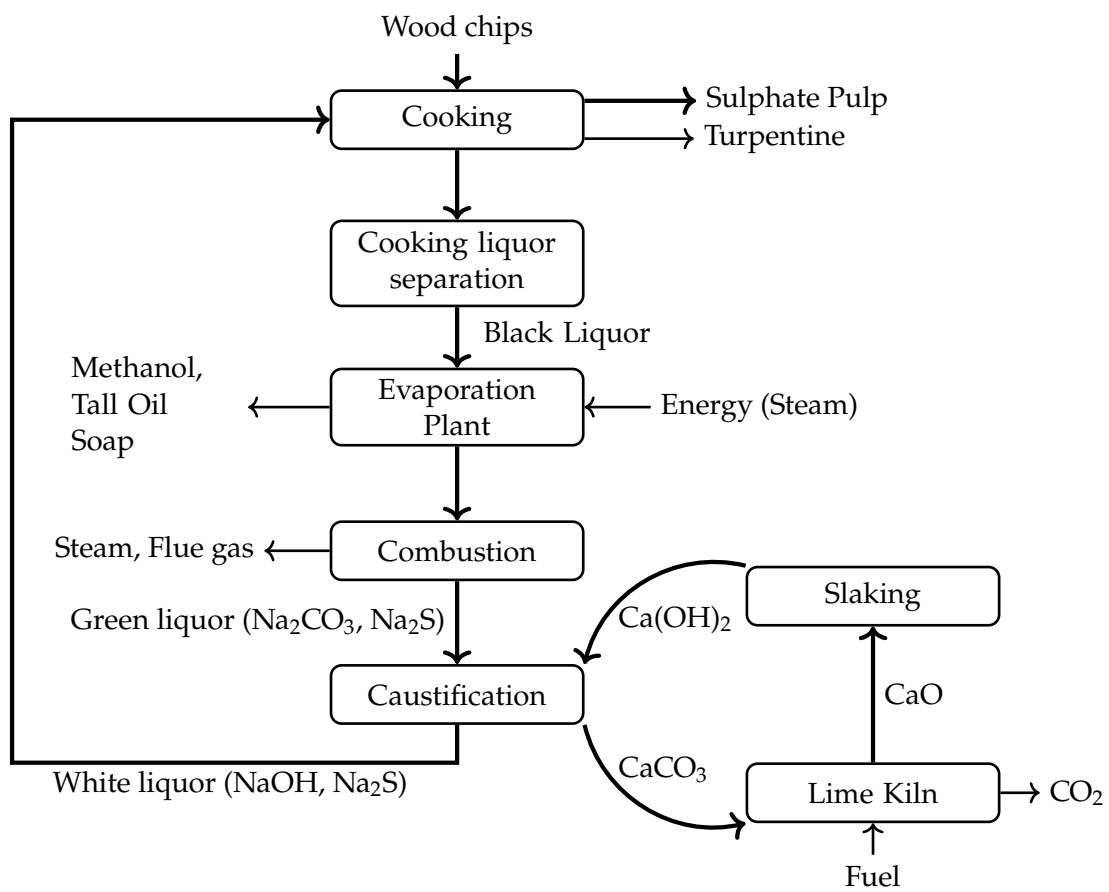 Wood chips
Cooking
Sulphate Pulp
Turpentine
Cooking liquor
separation
Black Liquor
Methanol,
Tall Oil
Soap
Evaporation
Plant
Energy (Steam)
Steam, Flue gas
Combustion
Slaking
Green liquor (Na₂CO₃, Na₂S)
Ca(OH)₂
Caustification
CaO
White liquor (NaOH, Na₂S)
CaCO₃
Lime Kiln
CO₂
Fuel